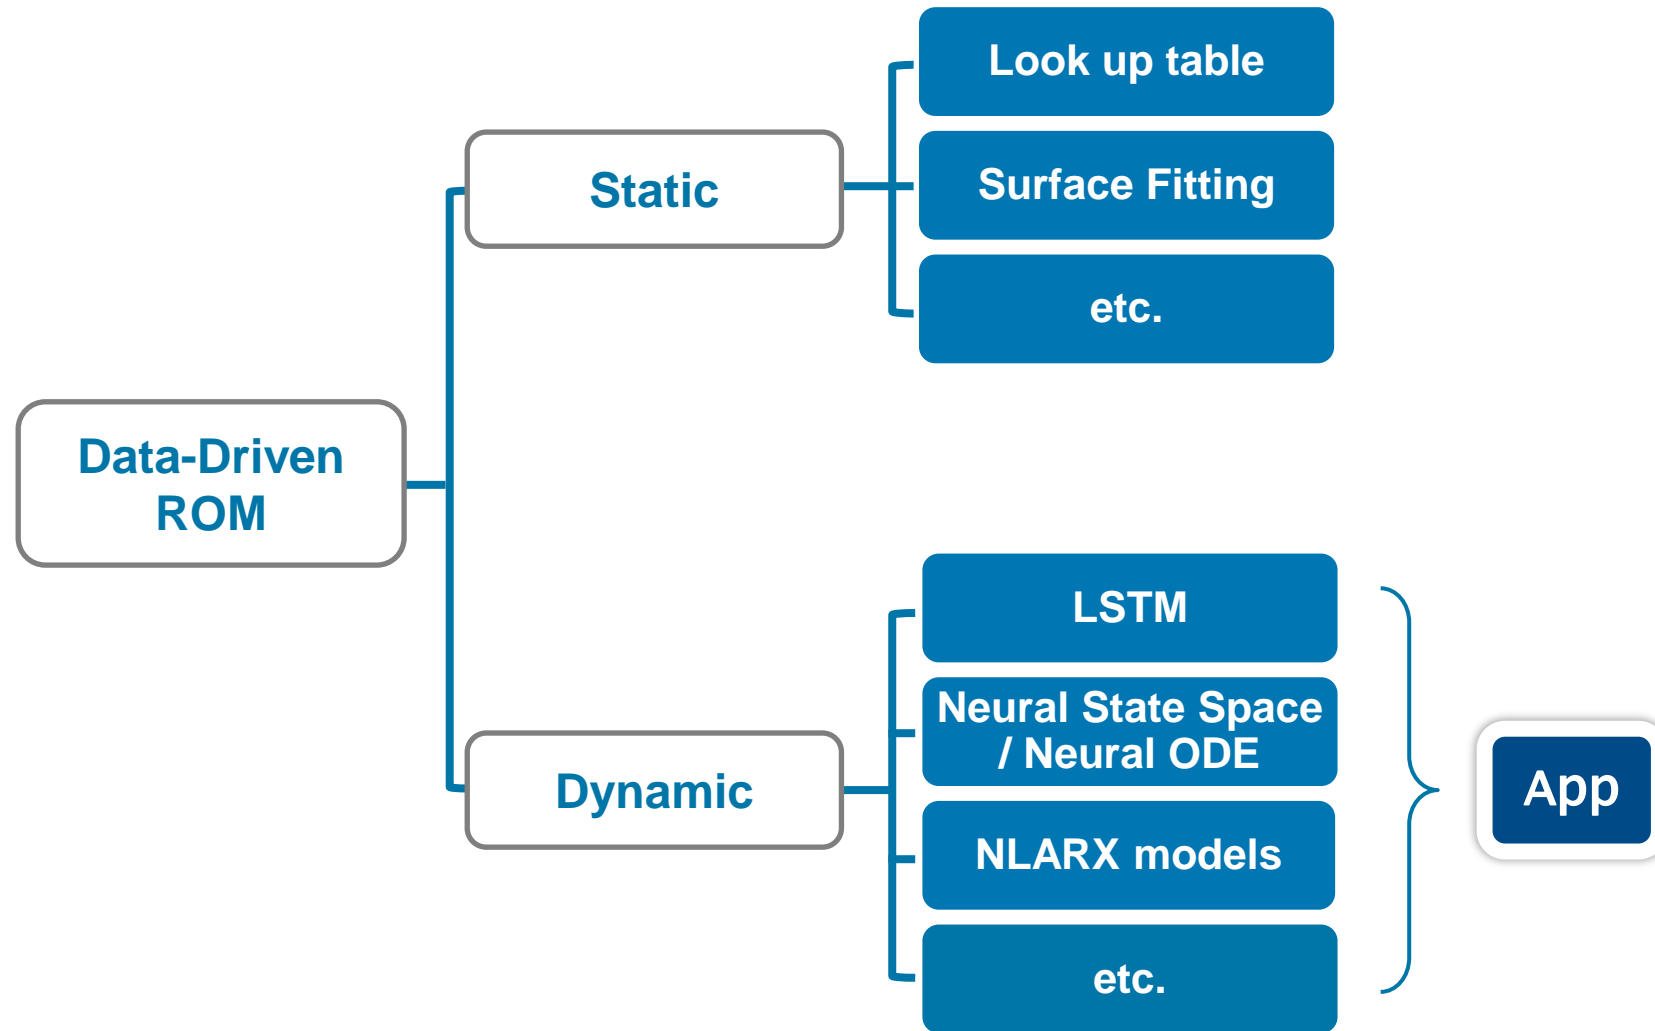 Data-Driven
ROM
Static
Look up table
Surface Fitting
etc.
Dynamic
LSTM
Neural State Space
/ Neural ODE
NLARX models
etc.
App